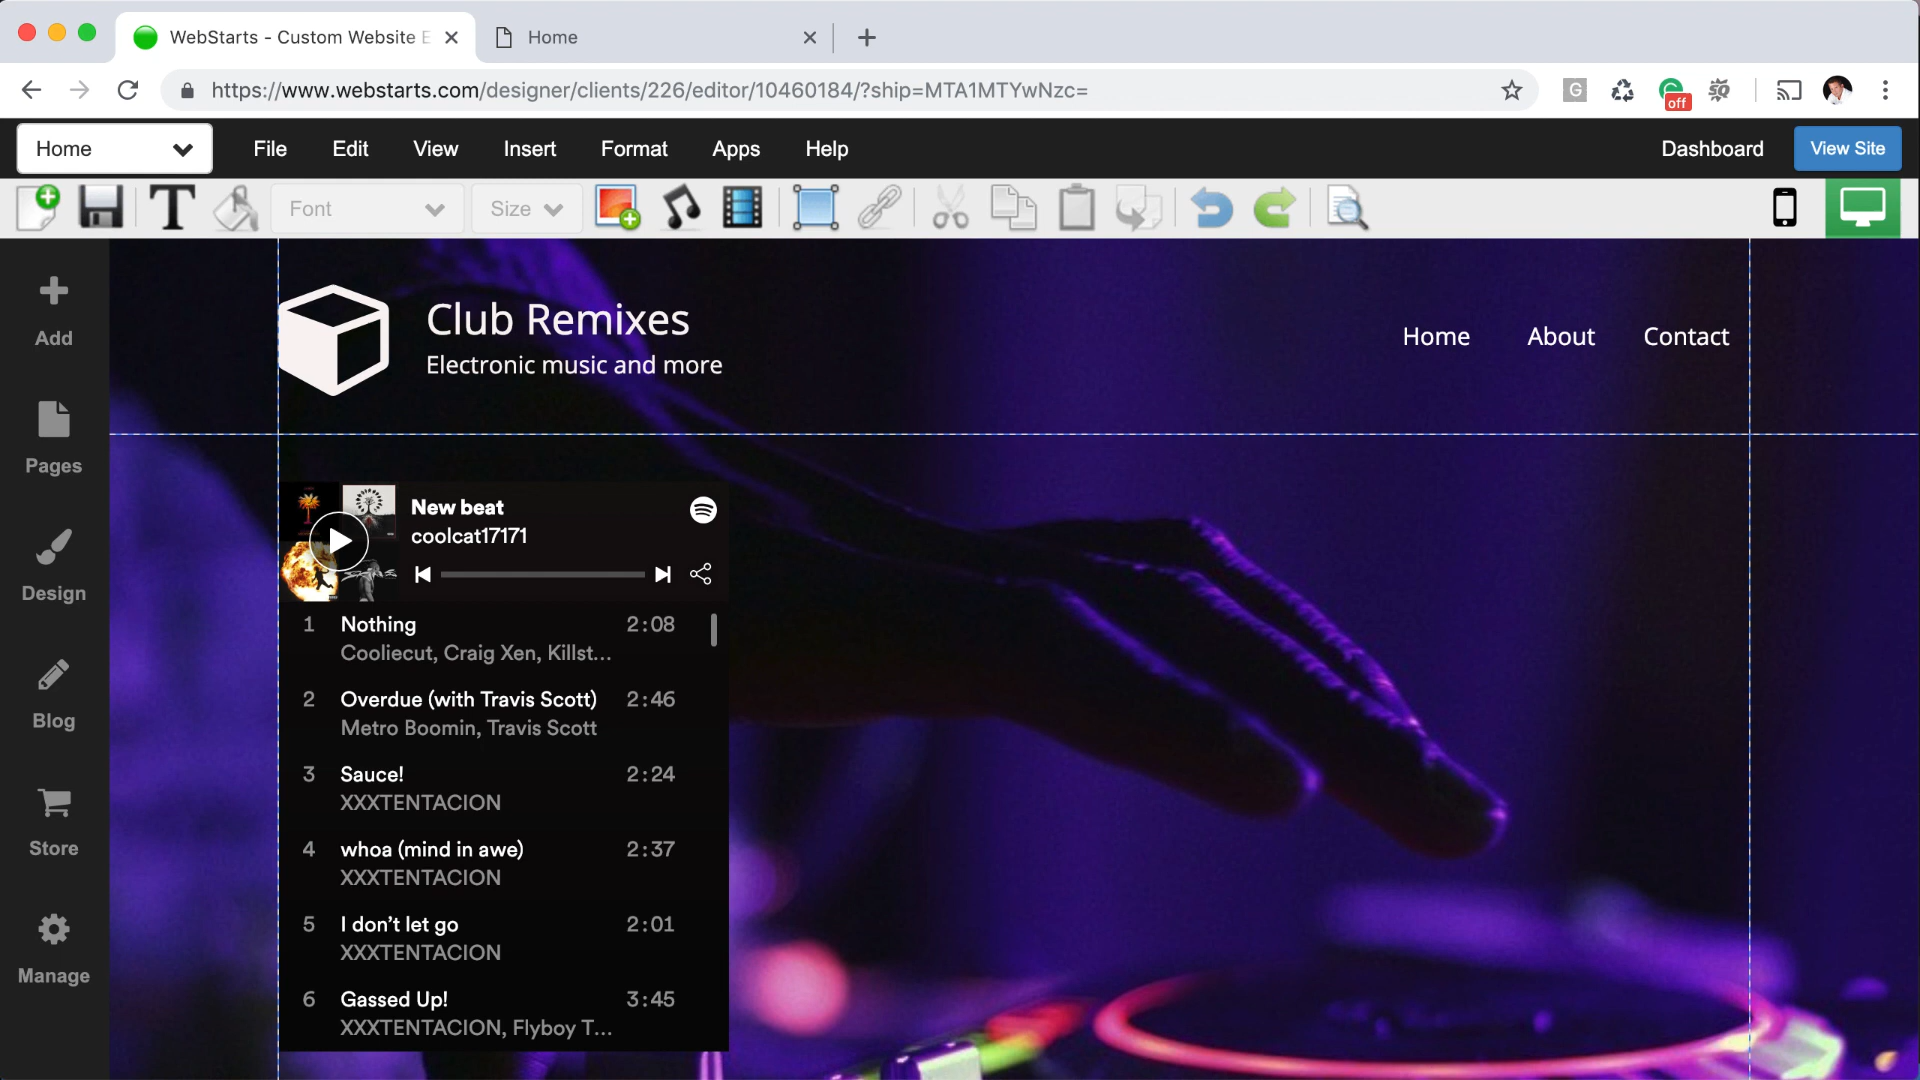 WebStarts - Custom Website E
Home
https://www.webstarts.com/designer/clients/226/editor/10460184/?ship=MTA1MTYwNzc=
G
off
Home
File
Edit
View
Insert
Format
Apps
Help
Dashboard
View Site
T
Font
Size
Add
Pages
Design
Blog
Store
Manage
Club Remixes
Electronic music and more
Home
About
Contact
New beat
coolcat17171
1 Nothing 2:08
Cooliecut, Craig Xen, Killst...
2 Overdue (with Travis Scott) 2:46
Metro Boomin, Travis Scott
3 Sauce! 2:24
XXXTENTACION
4 whoa (mind in awe) 2:37
XXXTENTACION
5 I don't let go 2:01
XXXTENTACION
6 Gassed Up! 3:45
XXXTENTACION, Flyboy T...